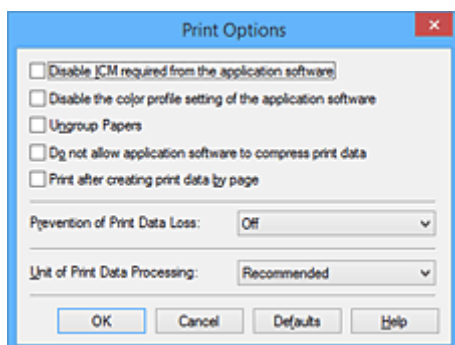 Print Options
Disable ICM required from the application software
Disable the color profile setting of the application software
Ungroup Papers
Do not allow application software to compress print data
Print after creating print data by page
Prevention of Print Data Loss: Off
Unit of Print Data Processing: Recommended
OK Cancel Defaults Help